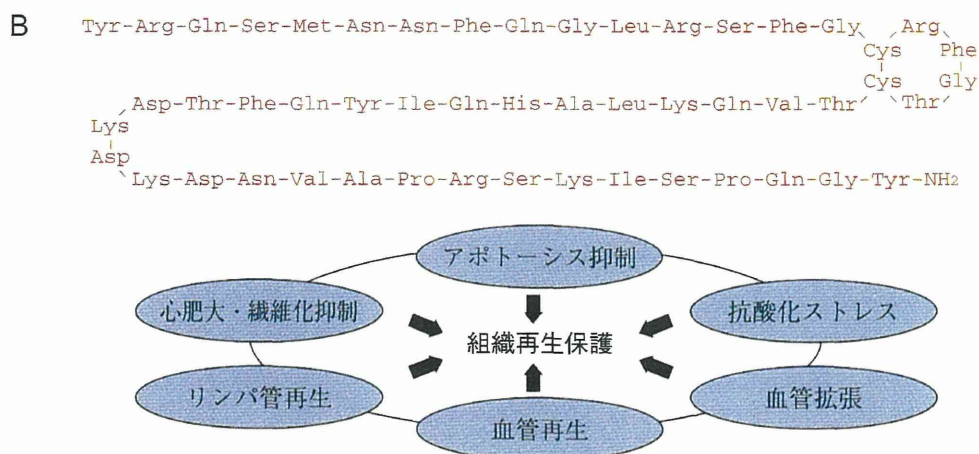 B
Tyr-Arg-Gln-Ser-Met-Asn-Asn-Phe-Gln-Gly-Leu-Arg-Ser-Phe-Gly
Cys Arg Phe
Cys Thr Gly
Asp-Thr-Phe-Gln-Tyr-Ile-Gln-His-Ala-Leu-Lys-Gln-Val-Thr
Lys
Asp
Lys-Asp-Asn-Val-Ala-Pro-Arg-Ser-Lys-Ile-Ser-Pro-Gln-Gly-Tyr-NH2
アポトーシス抑制
心肥大・繊維化抑制
抗酸化ストレス
組織再生保護
リンパ管再生
血管拡張
血管再生